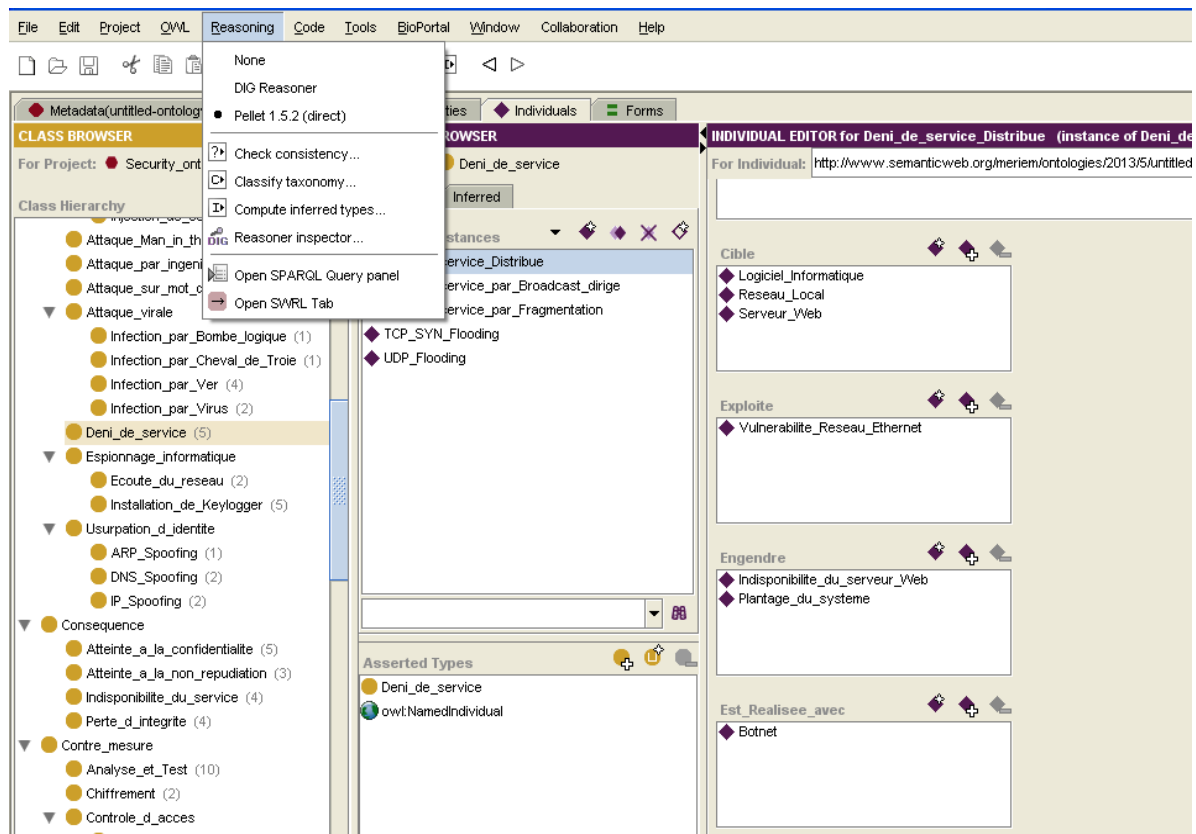 File Edit Project OWL Reasoning Code Tools BioPortal Window Collaboration Help
None
DIG Reasoner
Pellet 1.5.2 (direct)
Check consistency...
Classify taxonomy...
Compute inferred types...
DIG Reasoner inspector...
Open SPARQL Query panel
Open SWRL Tab
Metadata(untitled-ontolog
ties
Individuals
Forms
CLASS BROWSER
For Project: Security_ont
Class Hierarchy
Attaque_Man_in_th
Attaque_par_ingeni
Attaque_sur_mot_c
Attaque_virale
Infection_par_Bombe_logique (1)
Infection_par_Cheval_de_Troie (1)
Infection_par_Ver (4)
Infection_par_Virus (2)
Deni_de_service (5)
Espionnage_informatique
Ecoute_du_reseau (2)
Installation_de_Keylogger (5)
Usurpation_d_identite
ARP_Spoofing (1)
DNS_Spoofing (2)
IP_Spoofing (2)
Consequence
Atteinte_a_la_confidentialite (5)
Atteinte_a_la_non_repudiation (3)
Indisponibilite_du_service (4)
Perte_d_integrite (4)
Contre_mesure
Analyse_et_Test (10)
Chiffrement (2)
Controle_d_acces
ROWSER
Deni_de_service
Inferred
stances
ervice_Distribue
ervice_par_Broadcast_dirige
ervice_par_Fragmentation
TCP_SYN_Flooding
UDP_Flooding
Asserted Types
Deni_de_service
owl:NamedIndividual
INDIVIDUAL EDITOR for Deni_de_service_Distribue (instance of Deni_de
For Individual: http://www.semanticweb.org/meriem/ontologies/2013/5/untitled
Cible
Logiciel_Informatique
Reseau_Local
Serveur_Web
Exploite
Vulnerabilite_Reseau_Ethernet
Engendre
Indisponibilite_du_serveur_Web
Plantage_du_systeme
Est_Realisee_avec
Botnet